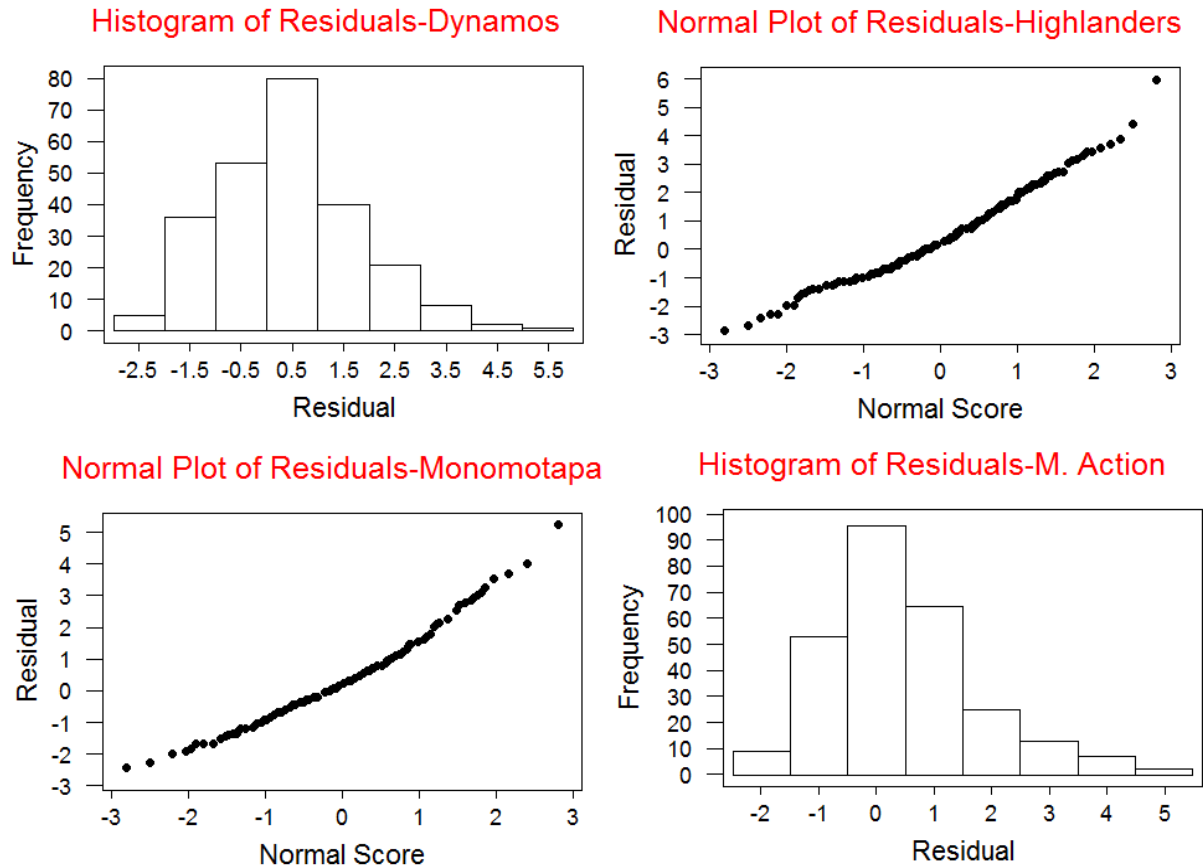 Histogram of Residuals-Dynamos
80
70
60
50
40
30
20
10
0
Frequency
-2.5 -1.5 -0.5 0.5 1.5 2.5 3.5 4.5 5.5
Residual
Normal Plot of Residuals-Highlanders
6
5
4
3
2
1
0
-1
-2
-3
Residual
-3 -2 -1 0 1 2 3
Normal Score
Normal Plot of Residuals-Monomotapa
5
4
3
2
1
0
-1
-2
-3
Residual
-3 -2 -1 0 1 2 3
Normal Score
Histogram of Residuals-M. Action
100
90
80
70
60
50
40
30
20
10
0
Frequency
-2 -1 0 1 2 3 4 5
Residual